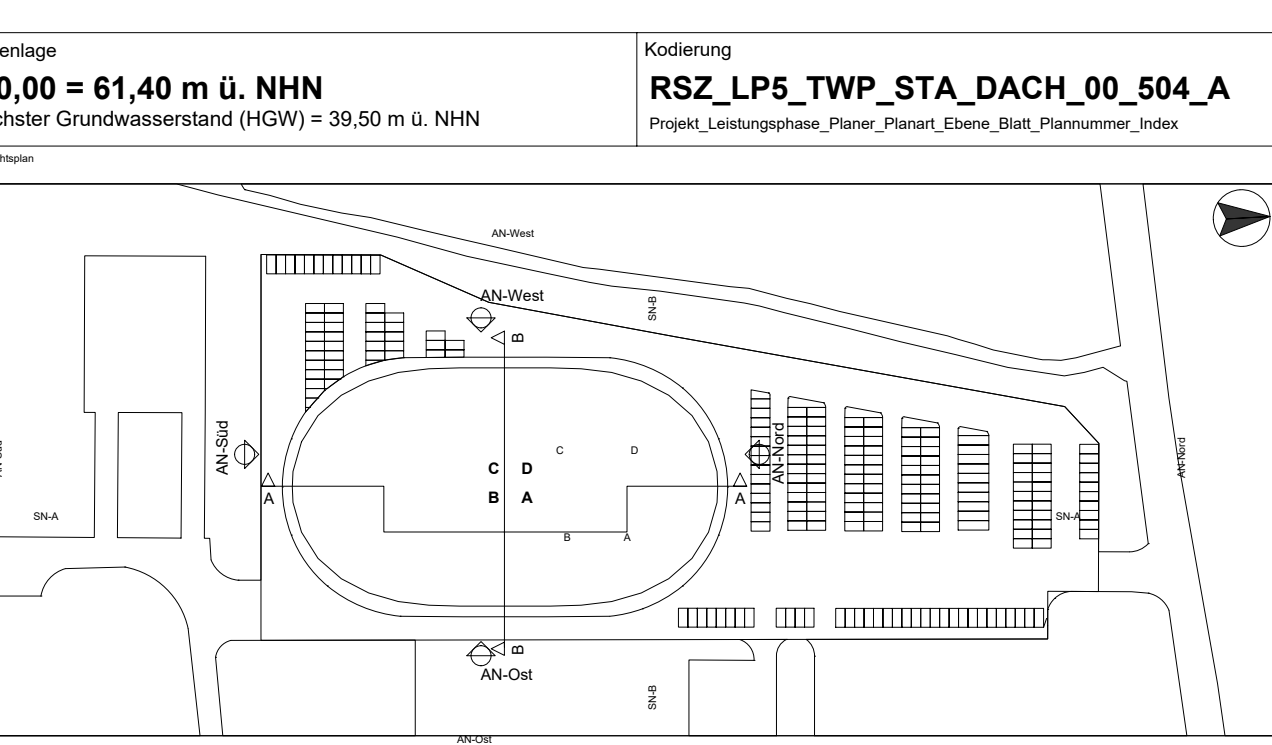 enlage
0,00 = 61,40 m ü. NHN
chster Grundwasserstand (HGW) = 39,50 m ü. NHN
Kodierung
RSZ_LP5_TWP_STA_DACH_00_504_A
Projekt_Leistungsphase_Planer_Planart_Ebene_Blatt_Plannummer_Index
htsplan
AN-West
AN-West
SN-B
B
AN-Süd
AN-Nord
AN-Nord
C
D
C D
B A
A
A
SN-A
SN-A
B
A
B
AN-Ost
SN-B
AN-Ost